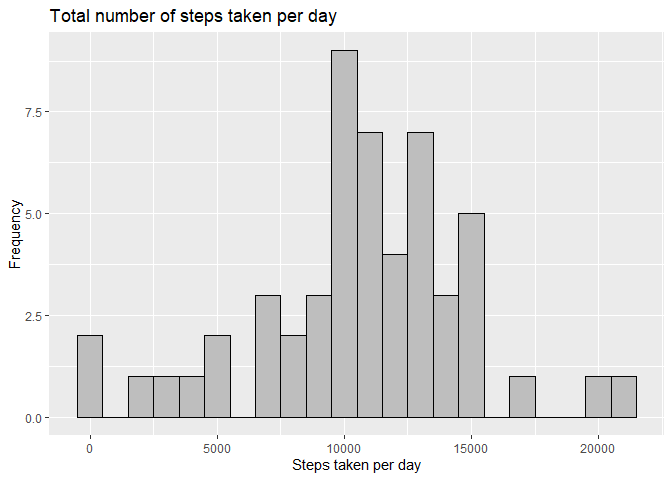 Total number of steps taken per day
7.5
5.0
2.5
0.0
Frequency
0 5000 10000 15000 20000
Steps taken per day